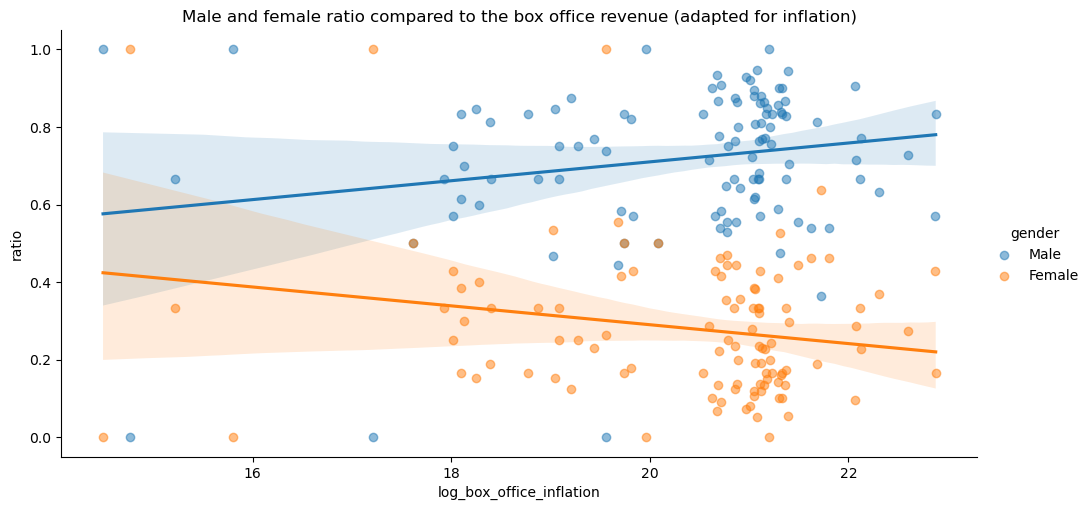 Male and female ratio compared to the box office revenue (adapted for inflation)
1.0
0.8
0.6
0.4
0.2
0.0
ratio
16
18
20
22
log_box_office_inflation
gender
Male
Female